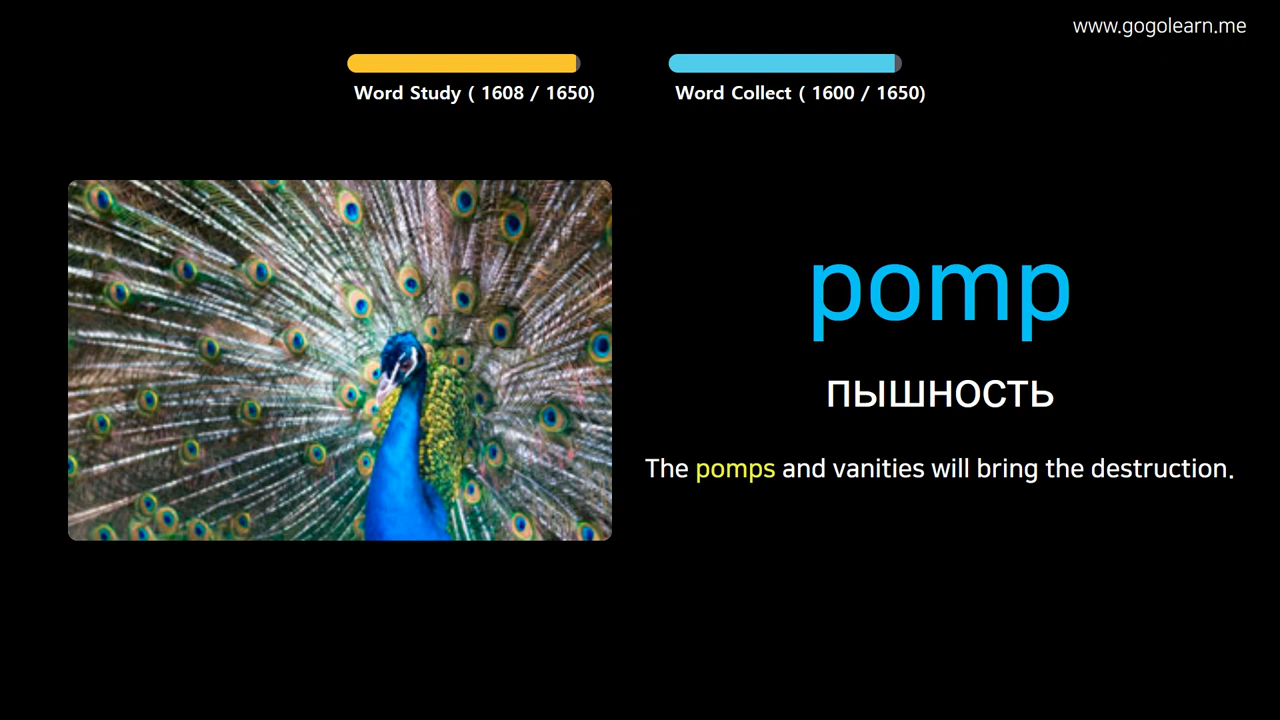 www.gogolearn.me
Word Study ( 1608 / 1650)
Word Collect ( 1600 / 1650)
pomp
пышность
The pomps and vanities will bring the destruction.